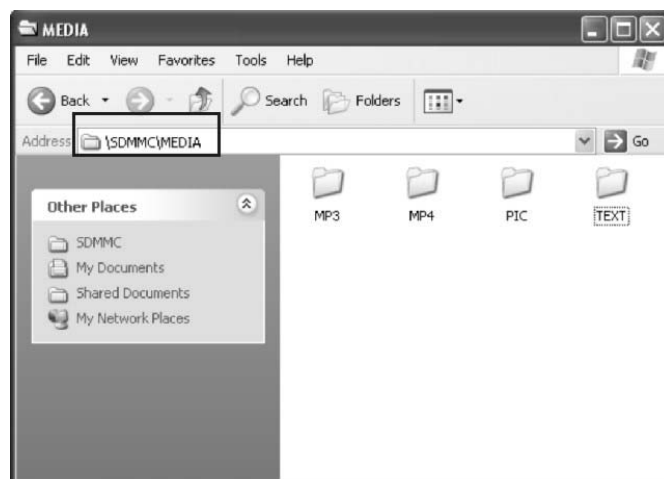 MEDIA
File Edit View Favorites Tools Help
Back Search Folders
Address \SDMMC\MEDIA Go
Other Places
SDMMC
My Documents
Shared Documents
My Network Places
MP3 MP4 PIC TEXT